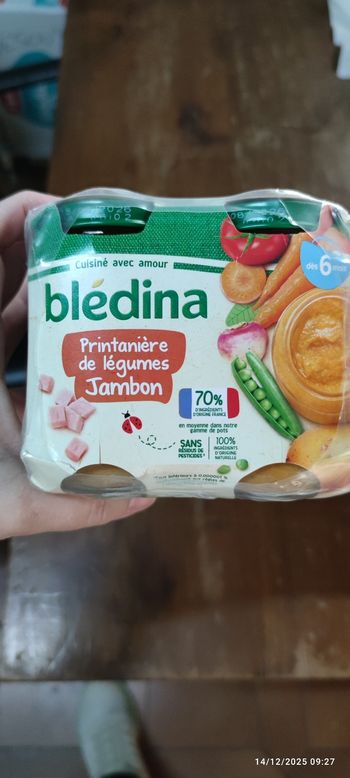 Cuisiné avec amour
blédina
dès 6 mois
Printanière
de légumes
Jambon
70%
D'INGRÉDIENTS
D'ORIGINE FRANCE
en moyenne dans notre
gamme de pots
SANS
RÉSIDUS DE
PESTICIDES
100%
INGRÉDIENTS
D'ORIGINE
NATURELLE
14/12/2025 09:27